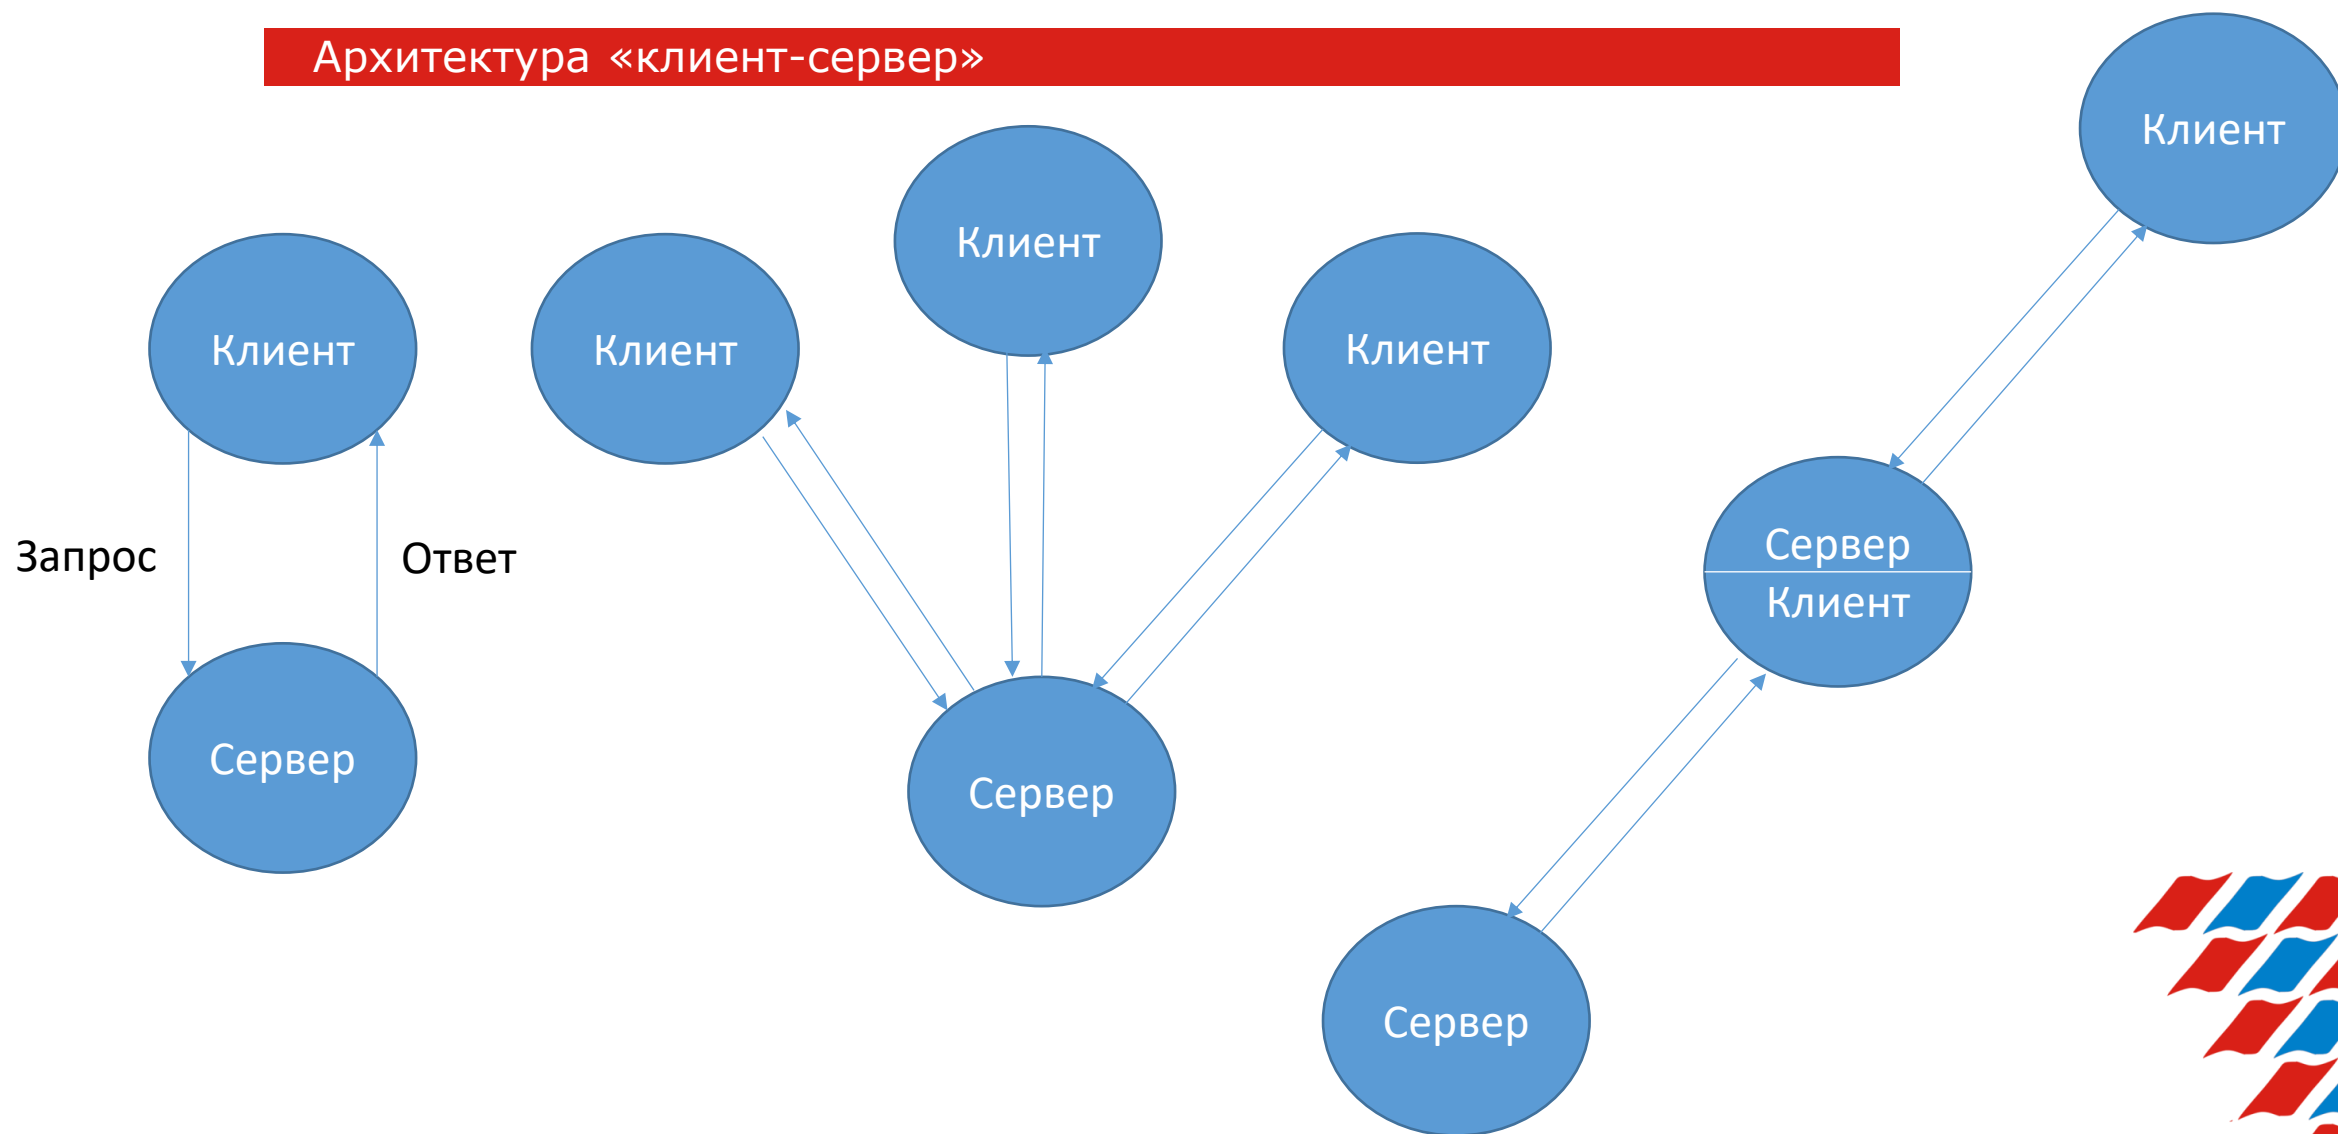 Архитектура «клиент-сервер»
Клиент
Запрос
Ответ
Сервер
Клиент
Клиент
Клиент
Сервер
Клиент
Сервер
Клиент
Сервер